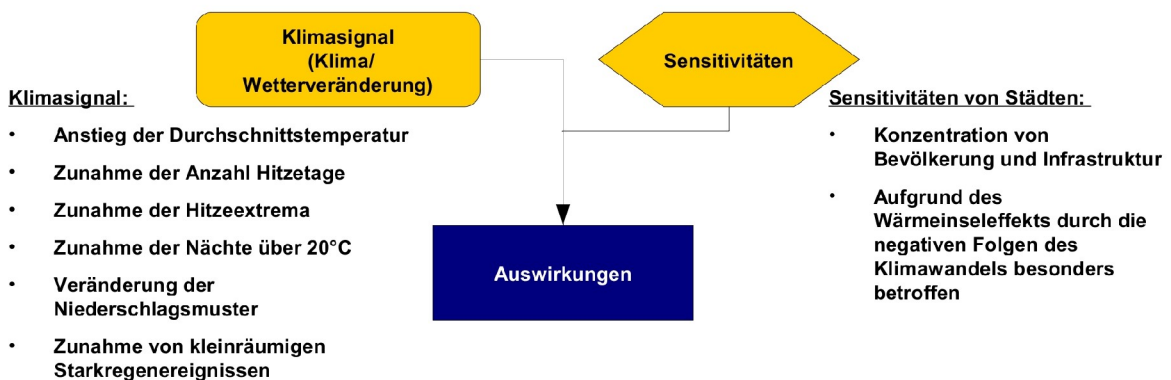 Klimasignal
(Klima/
Wetterveränderung)
Sensitivitäten
Klimasignal:
• Anstieg der Durchschnittstemperatur
• Zunahme der Anzahl Hitzetage
• Zunahme der Hitzeextrema
• Zunahme der Nächte über 20°C
• Veränderung der
Niederschlagsmuster
• Zunahme von kleinräumigen
Starkregenereignissen
Auswirkungen
Sensitivitäten von Städten:
• Konzentration von
Bevölkerung und Infrastruktur
• Aufgrund des
Wärmeinseleffekts durch die
negativen Folgen des
Klimawandels besonders
betroffen